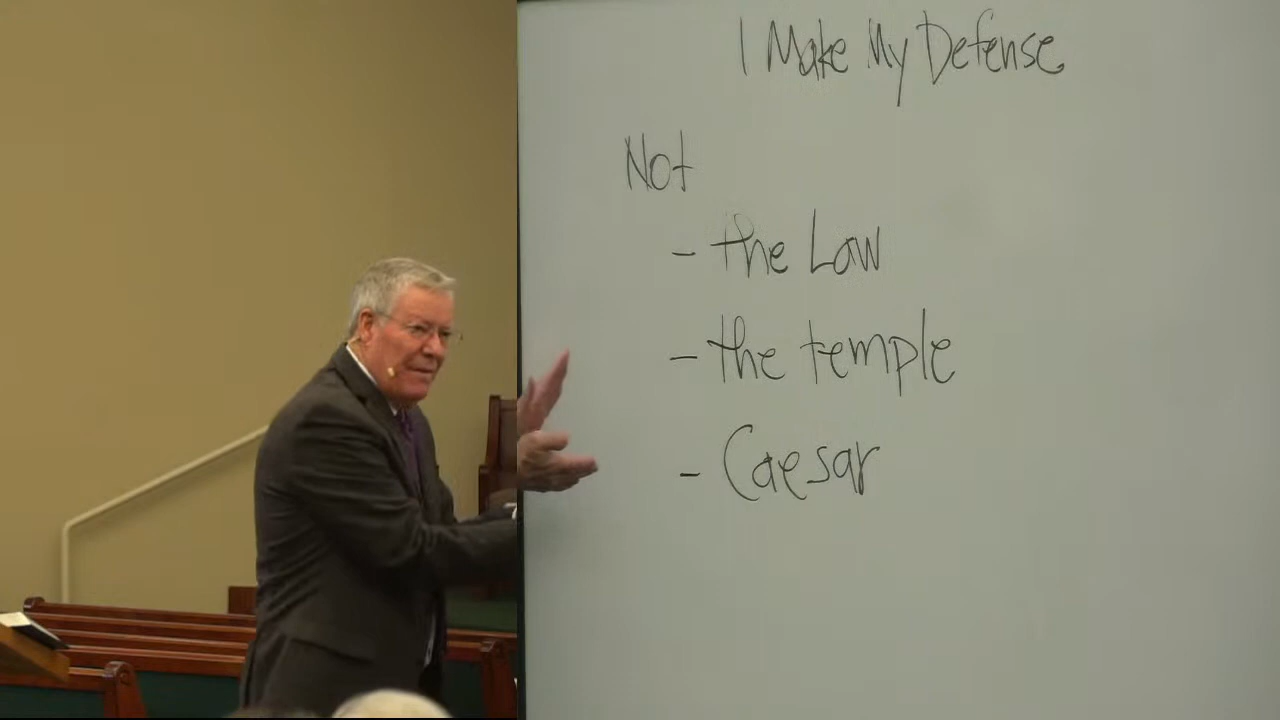 I Make My Defense
Not
- the Law
- the temple
- Caesar